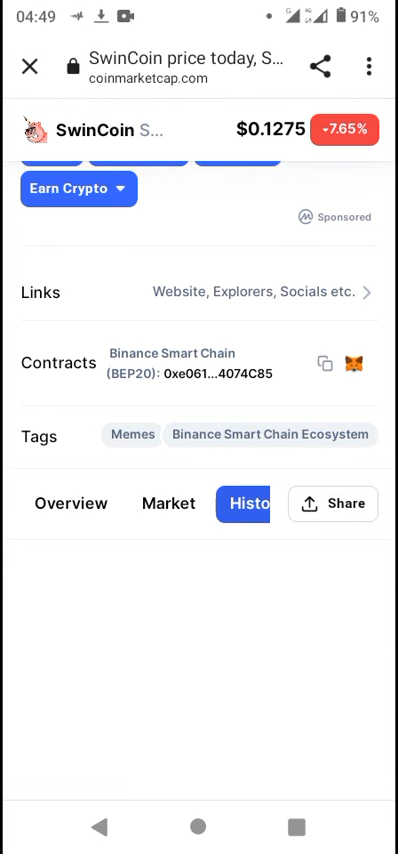 04:49
G 4G 91%
SwinCoin price today, S...
coinmarketcap.com
SwinCoin S... $0.1275 -7.65%
Earn Crypto
Sponsored
Links Website, Explorers, Socials etc.
Contracts Binance Smart Chain
(BEP20): 0xe061...4074C85
Tags Memes Binance Smart Chain Ecosystem
Overview Market Histo Share